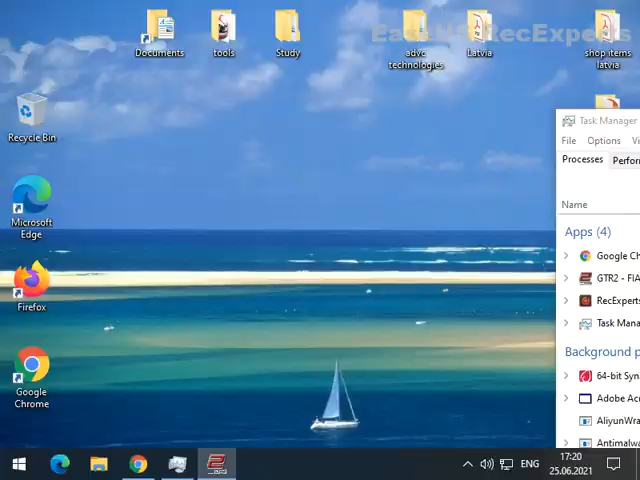 EaseUS RecExperts
Documents
tools
Study
advc
technologies
Latvia
shop items
latvia
Recycle Bin
Microsoft
Edge
Firefox
Google
Chrome
Task Manager
File Options Vi
Processes Perfor
Name
Apps (4)
Google Ch
GTR2 - FIA
RecExperts
Task Mana
Background p
64-bit Syn
Adobe Acr
AliyunWra
Antimalwa
ENG
17:20
25.06.2021